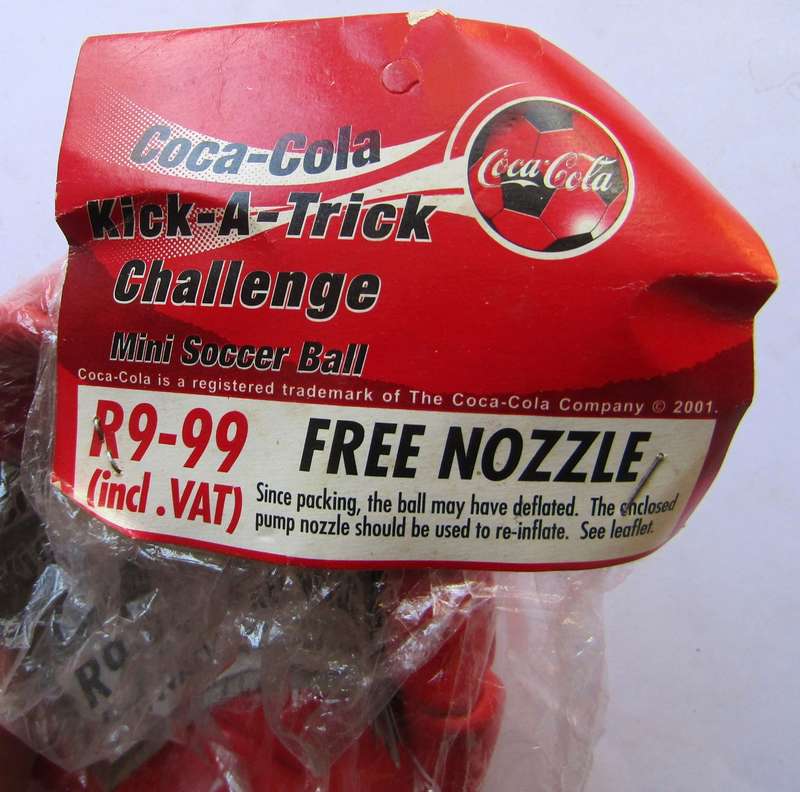 Coca-Cola
Kick-A-Trick
Challenge
Mini Soccer Ball
Coca-Cola
Coca-Cola is a registered trademark of The Coca-Cola Company © 2001.
R9-99
(incl .VAT)
FREE NOZZLE
Since packing, the ball may have deflated. The enclosed
pump nozzle should be used to re-inflate. See leaflet.